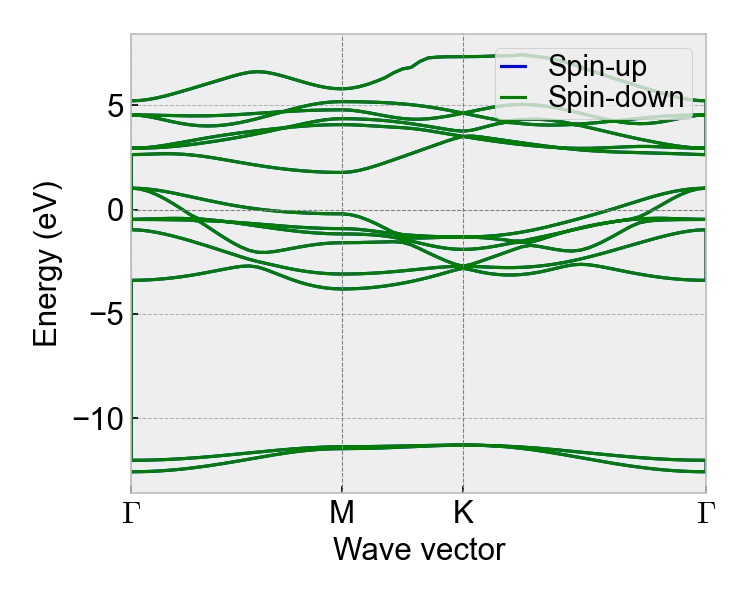 Spin-up
Spin-down
5
0
−5
−10
Energy (eV)
Γ M K Γ
Wave vector